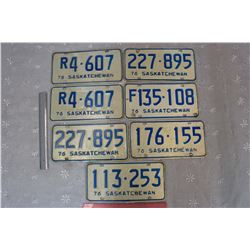 R4·607
76 SASKATCHEWAN
227·895
76 SASKATCHEWAN
R4·607
76 SASKATCHEWAN
F135·108
76 SASKATCHEWAN
227·895
76 SASKATCHEWAN
176·155
76 SASKATCHEWAN
113·253
76 SASKATCHEWAN